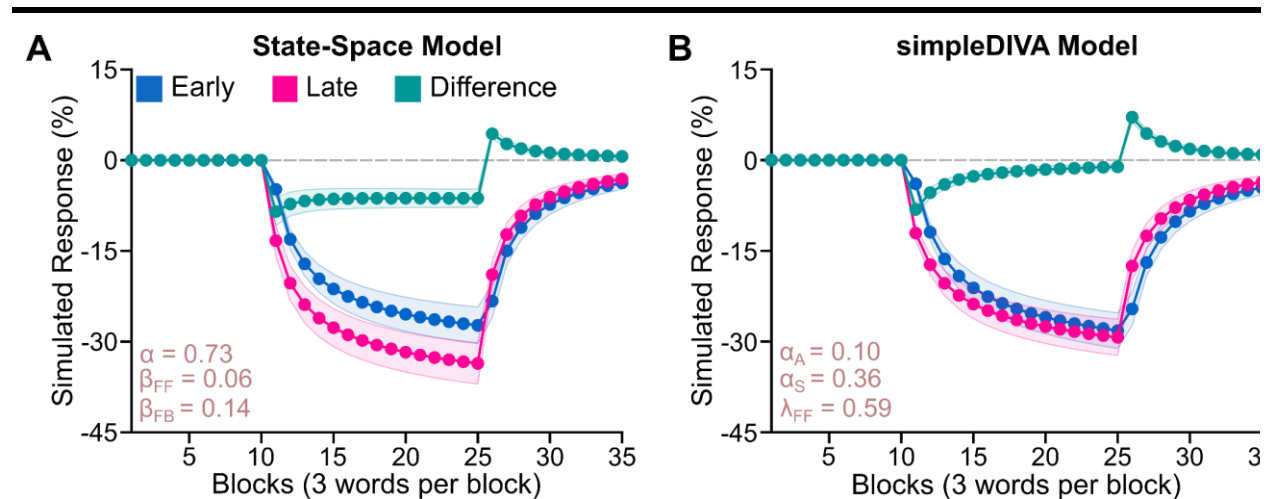 A State-Space Model
Early Late Difference
Simulated Response (%)
15
0
-15
-30
-45
α = 0.73
βFF = 0.06
βFB = 0.14
5 10 15 20 25 30 35
Blocks (3 words per block)
B simpleDIVA Model
Simulated Response (%)
15
0
-15
-30
-45
αA = 0.10
αS = 0.36
λFF = 0.59
5 10 15 20 25 30
Blocks (3 words per block)